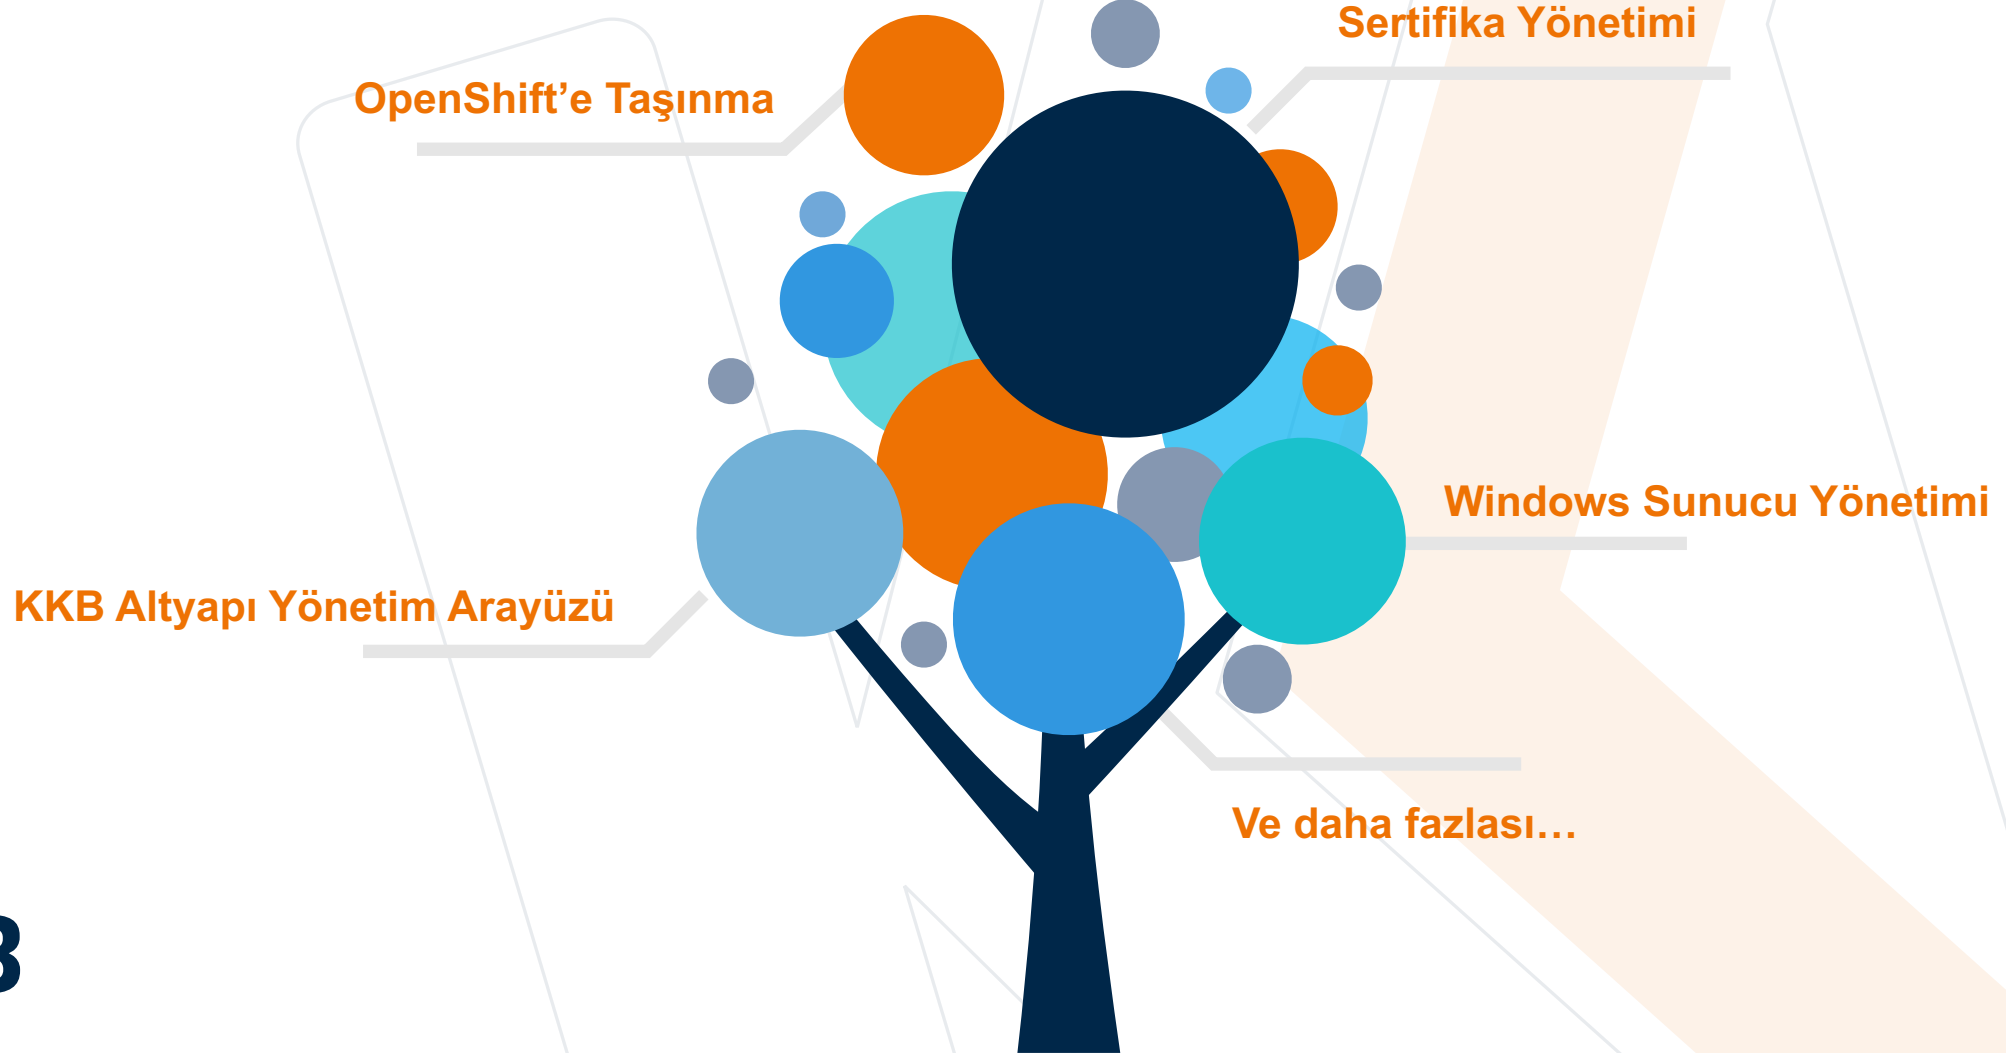 Sertifika Yönetimi
OpenShift’e Taşınma
Windows Sunucu Yönetimi
KKB Altyapı Yönetim Arayüzü
Ve daha fazlası…